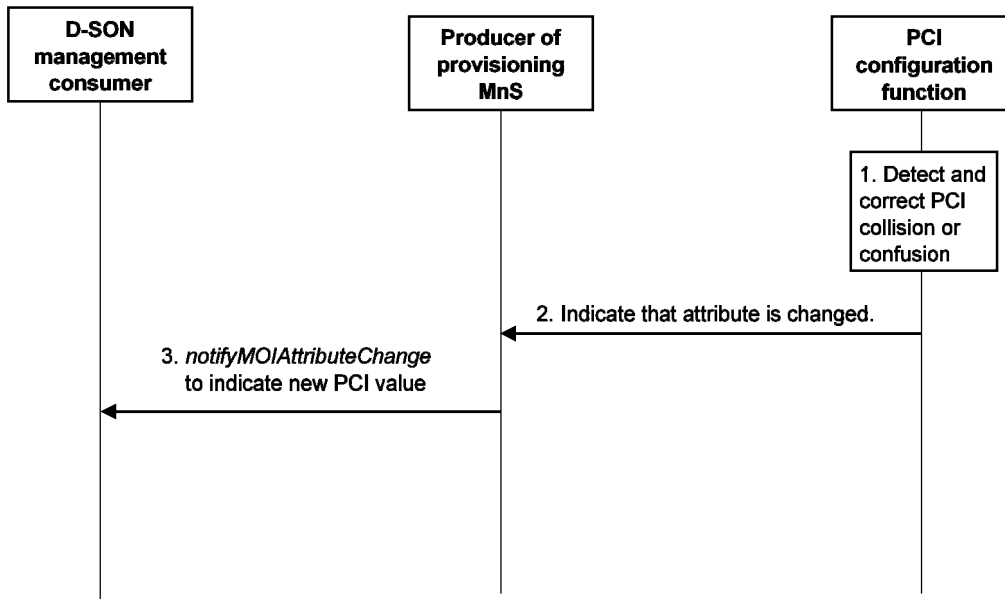 D-SON
management
consumer
Producer of
provisioning
MnS
PCI
configuration
function
1. Detect and
correct PCI
collision or
confusion
2. Indicate that attribute is changed.
3. notifyMOIAttributeChange
to indicate new PCI value